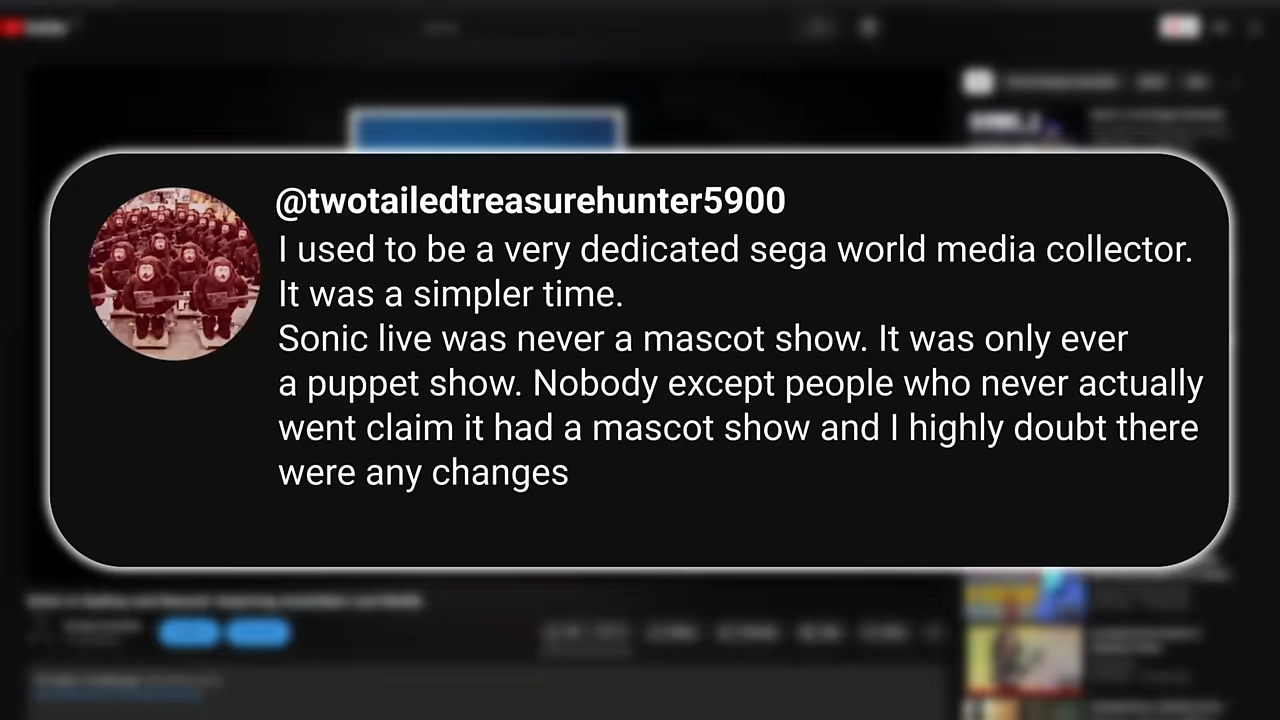 @twotailedtreasurehunter5900
I used to be a very dedicated sega world media collector.
It was a simpler time.
Sonic live was never a mascot show. It was only ever
a puppet show. Nobody except people who never actually
went claim it had a mascot show and I highly doubt there
were any changes